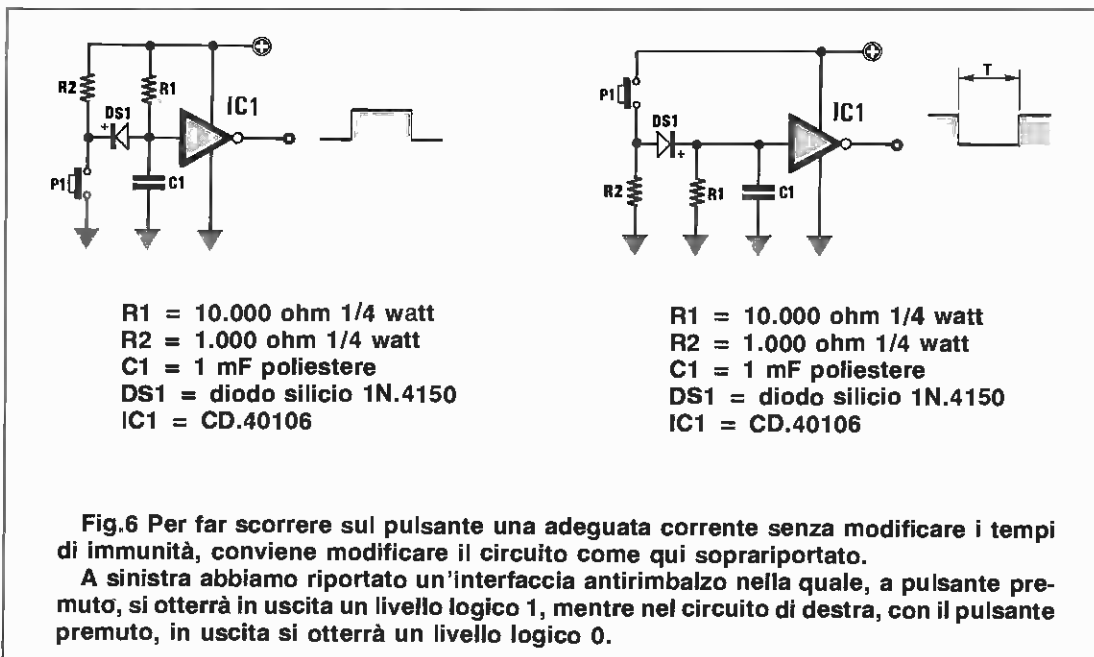 R2
R1
DS1
+
IC1
P1
C1
P1
DS1
+
IC1
R2
R1
C1
T
R1 = 10.000 ohm 1/4 watt
R2 = 1.000 ohm 1/4 watt
C1 = 1 mF poliestere
DS1 = diodo silicio 1N.4150
IC1 = CD.40106
R1 = 10.000 ohm 1/4 watt
R2 = 1.000 ohm 1/4 watt
C1 = 1 mF poliestere
DS1 = diodo silicio 1N.4150
IC1 = CD.40106
Fig.6 Per far scorrere sul pulsante una adeguata corrente senza modificare i tempi
di immunità, conviene modificare il circuito come qui soprariportato.
A sinistra abbiamo riportato un'interfaccia antirimbalzo nella quale, a pulsante pre-
muto, si otterrà in uscita un livello logico 1, mentre nel circuito di destra, con il pulsante
premuto, in uscita si otterrà un livello logico 0.